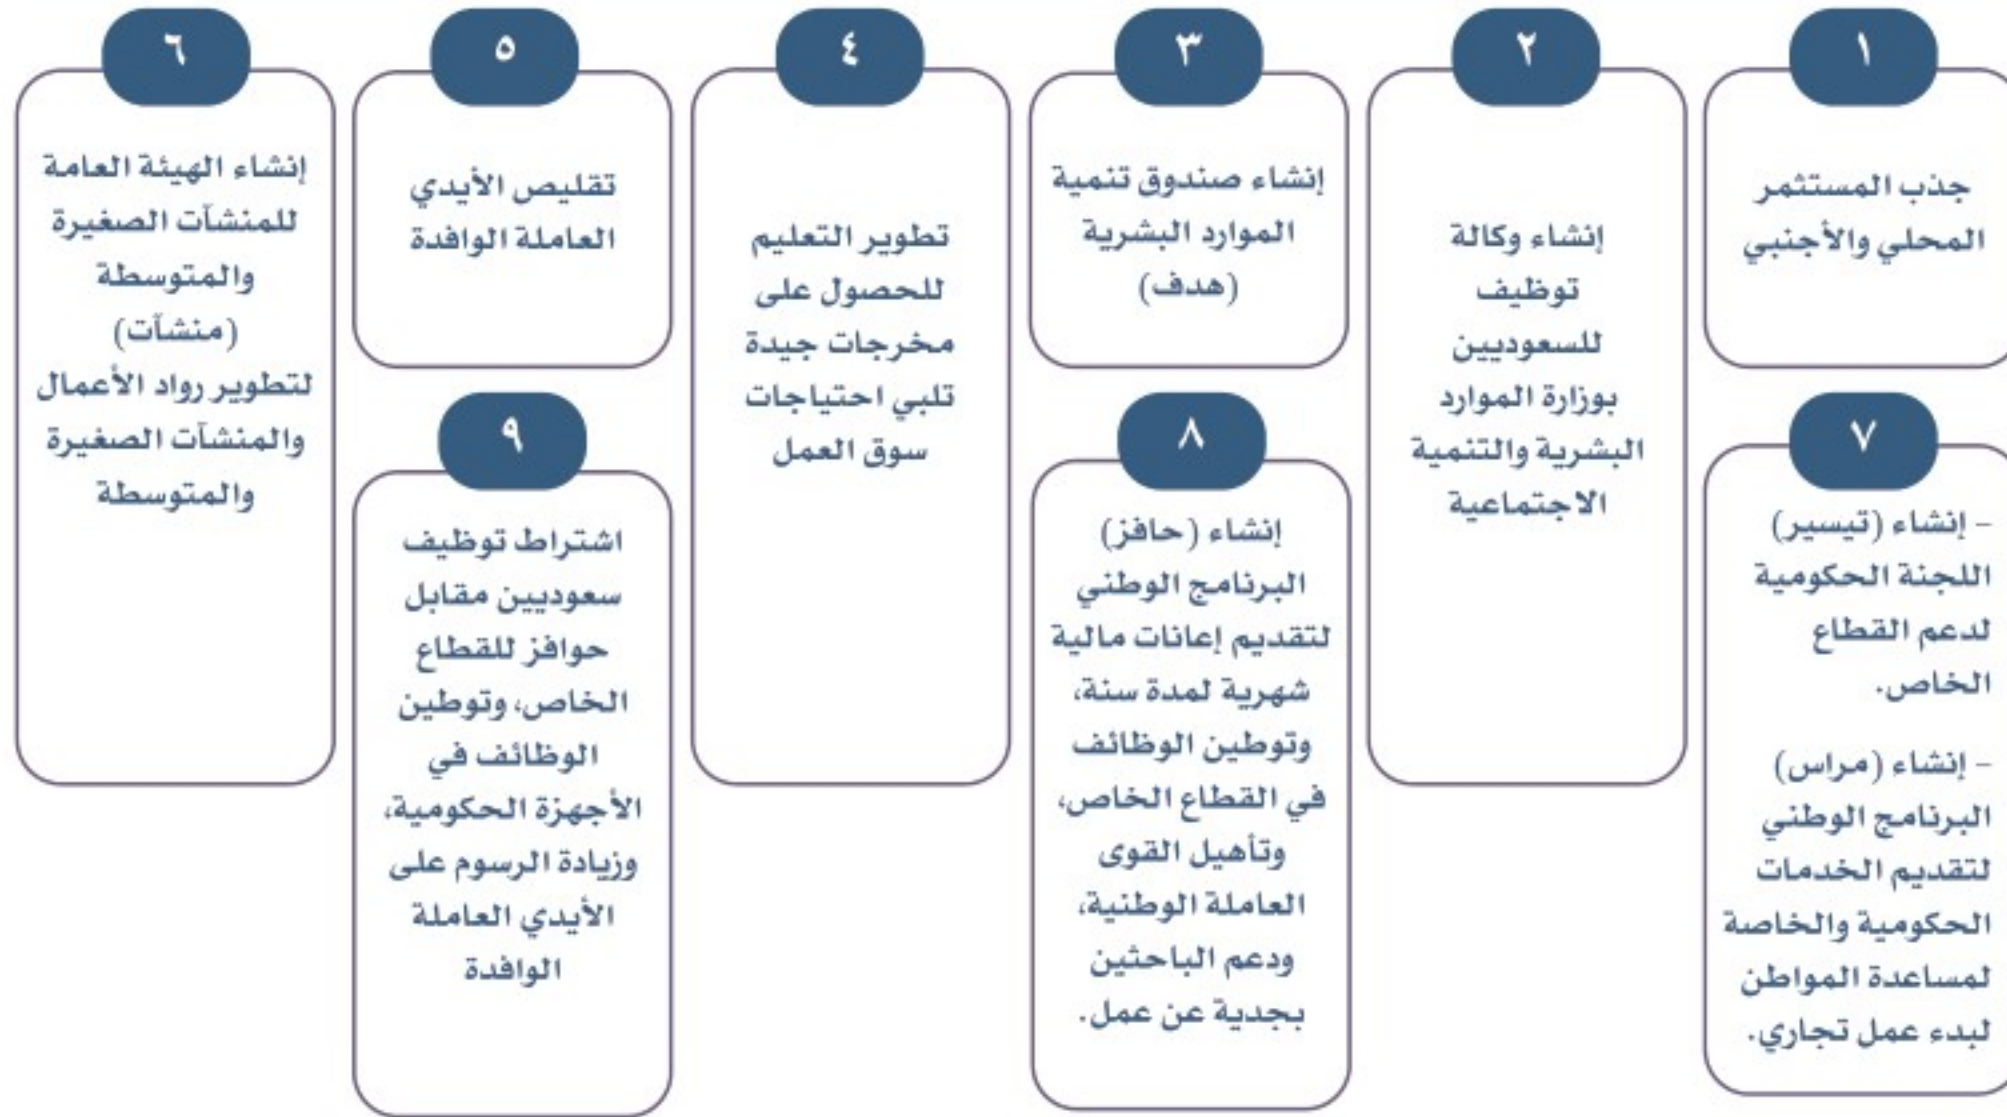 ١
جذب المستثمر
المحلي والأجنبي
٢
إنشاء وكالة
توظيف
للسعوديين
بوزارة الموارد
البشرية والتنمية
الاجتماعية
٣
إنشاء صندوق تنمية
الموارد البشرية
(هدف)
٤
تطوير التعليم
للحصول على
مخرجات جيدة
تلبي احتياجات
سوق العمل
٥
تقليص الأيدي
العاملة الوافدة
٦
إنشاء الهيئة العامة
للمنشآت الصغيرة
والمتوسطة
(منشآت)
لتطوير رواد الأعمال
والمنشآت الصغيرة
والمتوسطة
٧
- إنشاء (تيسير)
اللجنة الحكومية
لدعم القطاع
الخاص.
- إنشاء (مراس)
البرنامج الوطني
لتقديم الخدمات
الحكومية والخاصة
لمساعدة المواطن
لبدء عمل تجاري.
٨
إنشاء (حافز)
البرنامج الوطني
لتقديم إعانات مالية
شهرية لمدة سنة،
وتوطين الوظائف
في القطاع الخاص،
وتأهيل القوى
العاملة الوطنية،
ودعم الباحثين
بجدية عن عمل.
٩
اشتراط توظيف
سعوديين مقابل
حوافز للقطاع
الخاص، وتوطين
الوظائف في
الأجهزة الحكومية،
وزيادة الرسوم على
الأيدي العاملة
الوافدة